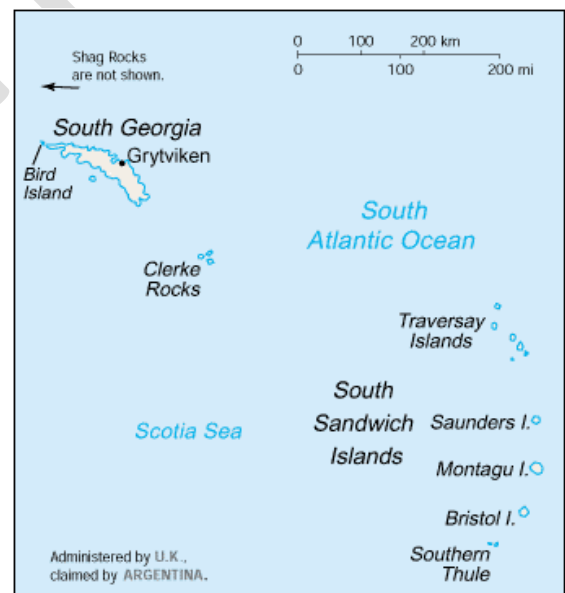 Shag Rocks
are not shown.
0 100 200 km
0 100 200 mi
South Georgia
Grytviken
Bird
Island
South
Atlantic Ocean
Clerke
Rocks
Traversay
Islands
South
Sandwich
Islands
Scotia Sea
Saunders I.
Montagu I.
Bristol I.
Southern
Thule
Administered by U.K.,
claimed by ARGENTINA.